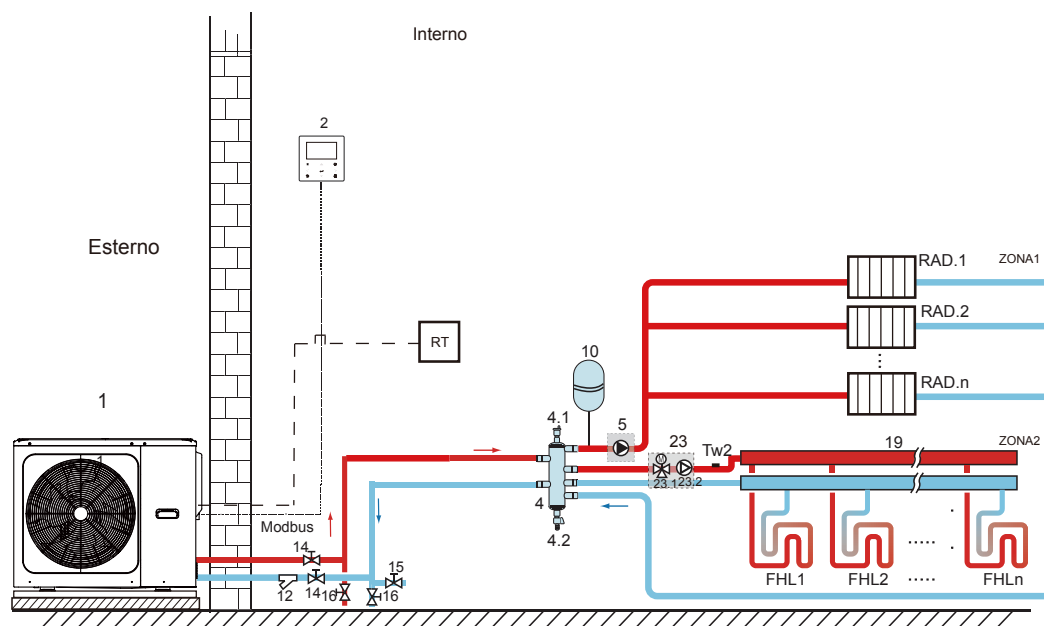 Interno
2
Esterno
RAD.1
ZONA1
RAD.2
RT
10
RAD.n
1
4.1
5
23
Tw2
19
ZONA2
1
M
23.1
23.2
4
Modbus
4.2
14
15
12
14
16
16
FHL1
FHL2
FHLn